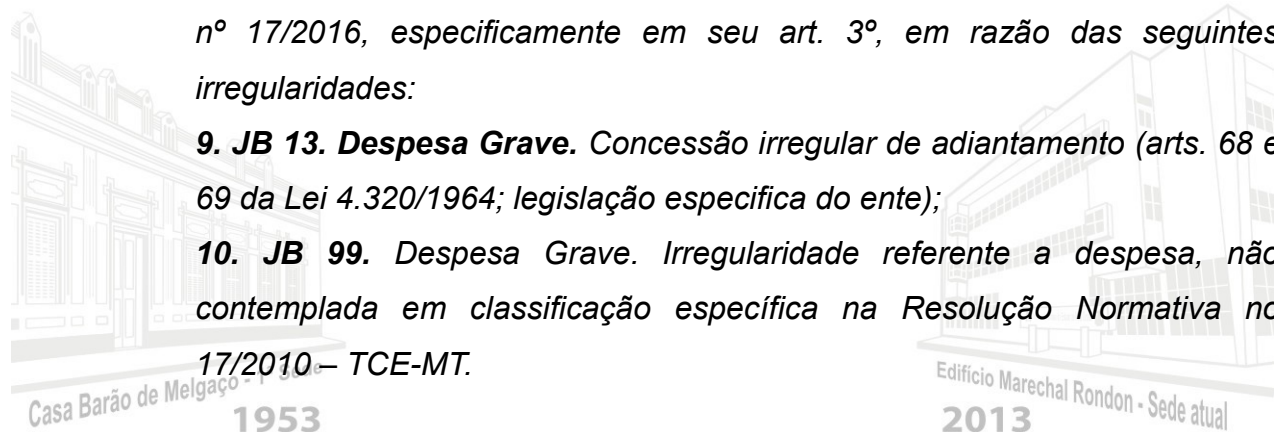 nº 17/2016, especificamente em seu art. 3º, em razão das seguintes
irregularidades:
9. JB 13. Despesa Grave. Concessão irregular de adiantamento (arts. 68 e
69 da Lei 4.320/1964; legislação especifica do ente);
10. JB 99. Despesa Grave. Irregularidade referente a despesa, não
contemplada em classificação específica na Resolução Normativa no
17/2010 – TCE-MT.
Casa Barão de Melgaço - 1ª Sede
1953
Edifício Marechal Rondon - Sede atual
2013